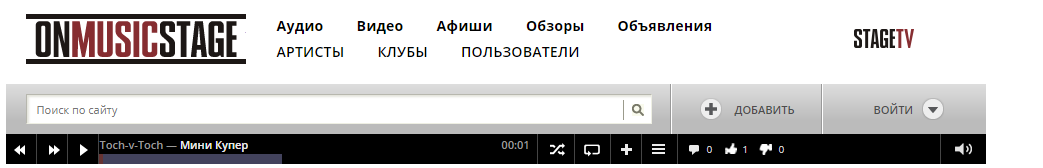 ONMUSICSTAGE
Аудио Видео Афиши Обзоры Объявления
АРТИСТЫ КЛУБЫ ПОЛЬЗОВАТЕЛИ
STAGETV
Поиск по сайту
ДОБАВИТЬ
ВОЙТИ
Toch-v-Toch — Мини Купер 00:01
0 1 0